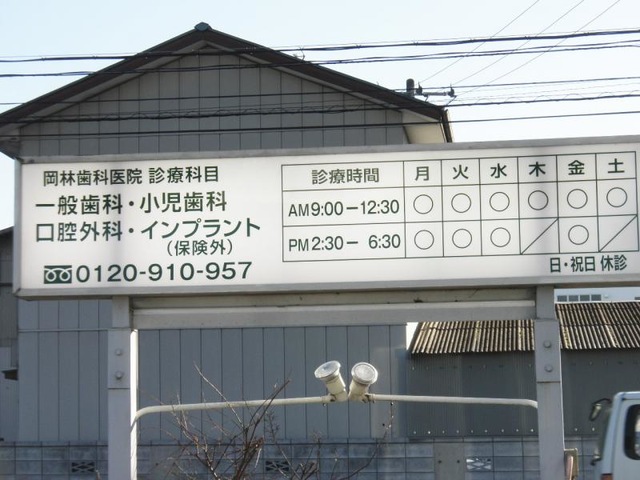 岡林歯科医院 診療科目
一般歯科・小児歯科
口腔外科・インプラント
(保険外)
0120-910-957
診療時間 月 火 水 木 金 土
AM9:00-12:30 ○ ○ ○ ○ ○ ○
PM2:30- 6:30 ○ ○ ○ ／ ○ ／
日・祝日 休診